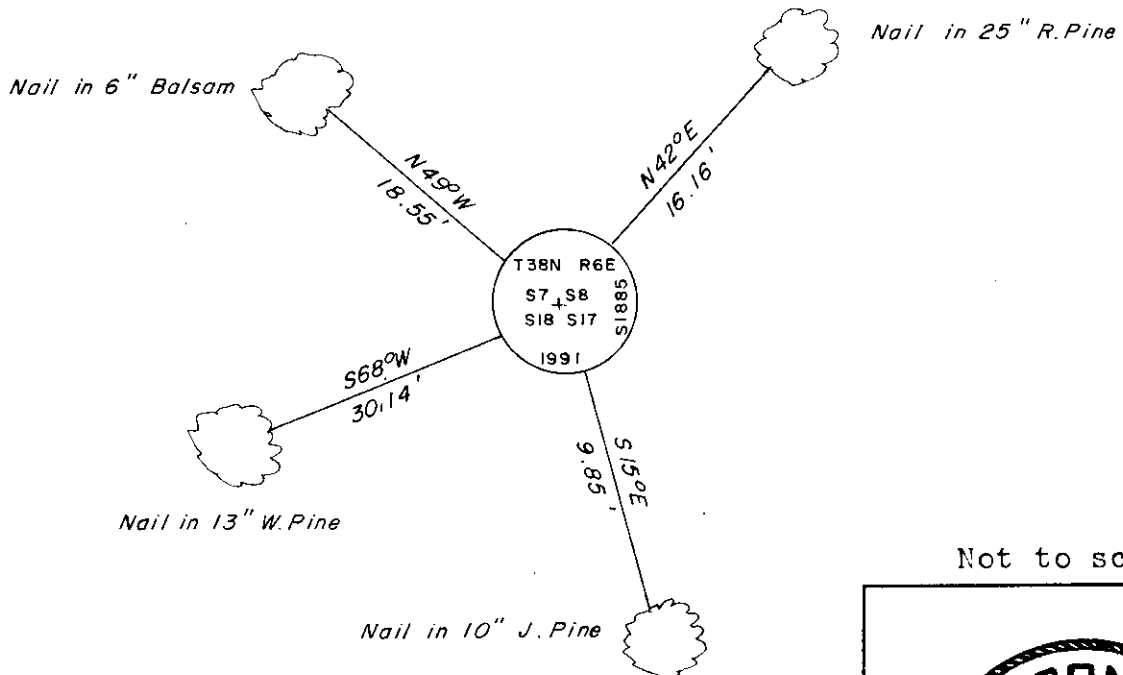 Nail in 25" R. Pine
Nail in 6" Balsam
N42°E
16.16'
N49°W
18.55'
T38N R6E
S7 S8
S18 S17
S1885
1991
S68°W
30.14'
S15°E
9.85'
Nail in 13" W. Pine
Not to sc
Nail in 10" J. Pine